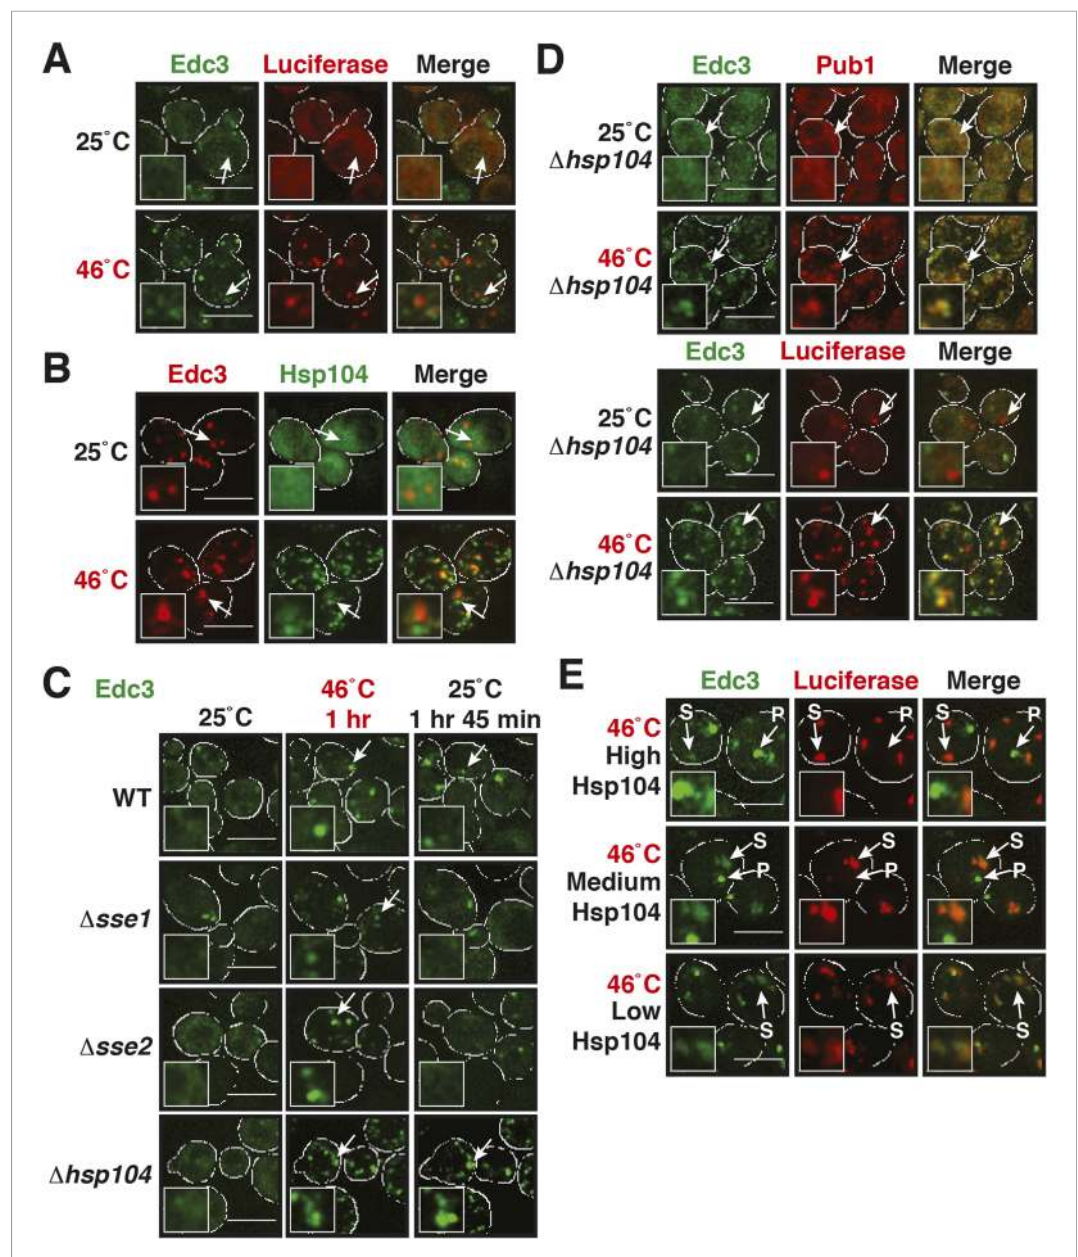 A
Edc3 Luciferase Merge
25°C
46°C
B
Edc3 Hsp104 Merge
25°C
46°C
C
Edc3
46°C 25°C
25°C 1 hr 1 hr 45 min
WT
Δsse1
Δsse2
Δhsp104
D
Edc3 Pub1 Merge
25°C
Δhsp104
46°C
Δhsp104
Edc3 Luciferase Merge
25°C
Δhsp104
46°C
Δhsp104
E
Edc3 Luciferase Merge
46°C
High
Hsp104
S P S P S P
46°C
Medium
Hsp104
S S S
P P P
46°C
Low
Hsp104
S S S